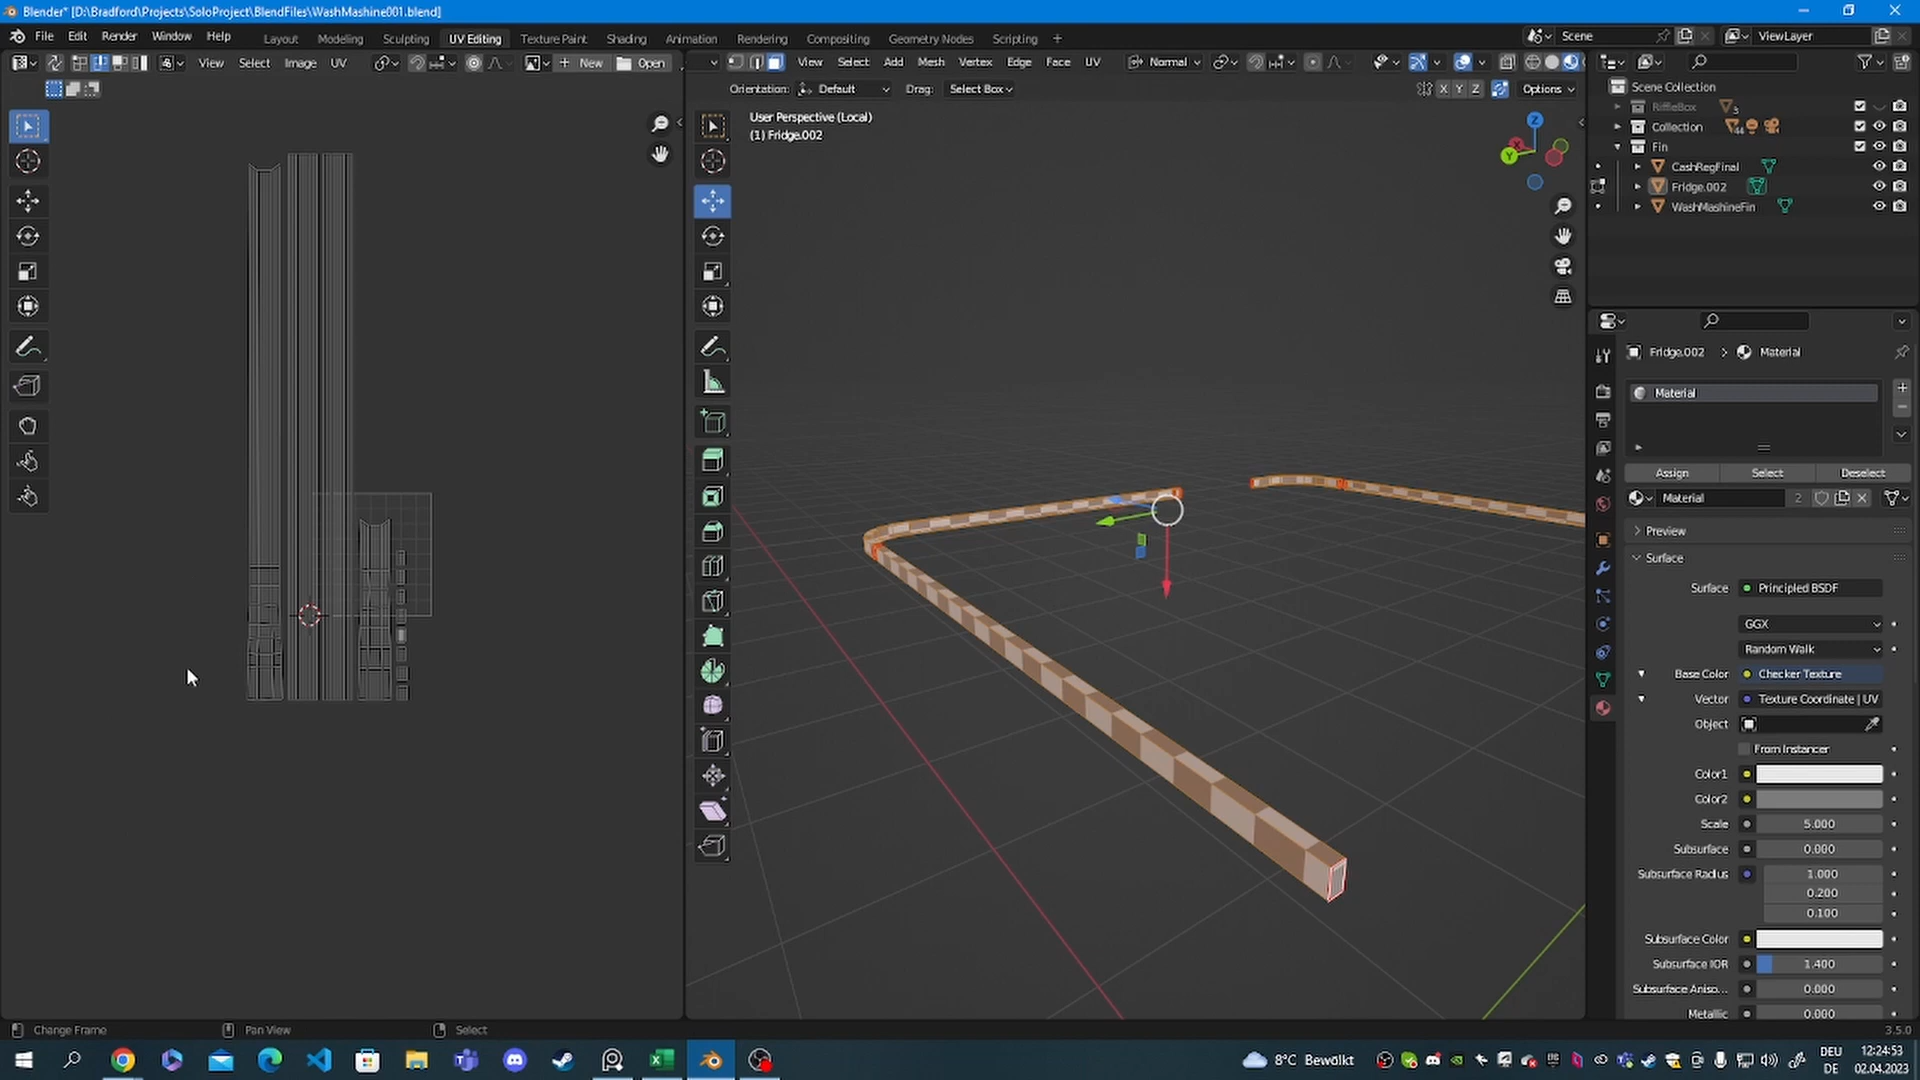 Blender* [D:\Bradford\Projects\SoloProject\BlendFiles\WashMashine001.blend]
File Edit Render Window Help Layout Modeling Sculpting UV Editing Texture Paint Shading Animation Rendering Compositing Geometry Nodes Scripting + Scene ViewLayer
View Select Image UV New Open View Select Add Mesh Vertex Edge Face UV Normal
Orientation: Default Drag: Select Box X Y Z Options
User Perspective (Local)
(1) Fridge.002
Z
Y
X
Scene Collection
RiffleBox 3
Collection 44
Fin
CashRegFinal
Fridge.002
WashMashineFin
Fridge.002 > Material
Material
Assign Select Deselect
Material 2
Preview
Surface
Surface Principled BSDF
GGX
Random Walk
Base Color Checker Texture
Vector Texture Coordinate | UV
Object
From Instancer
Color1
Color2
Scale 5.000
Subsurface 0.000
Subsurface Radius 1.000
0.200
0.100
Subsurface Color
Subsurface IOR 1.400
Subsurface Aniso... 0.000
Metallic 0.000
Change Frame Pan View Select 3.5.0
8°C Bewölkt DEU DE 12:24:53 02.04.2023